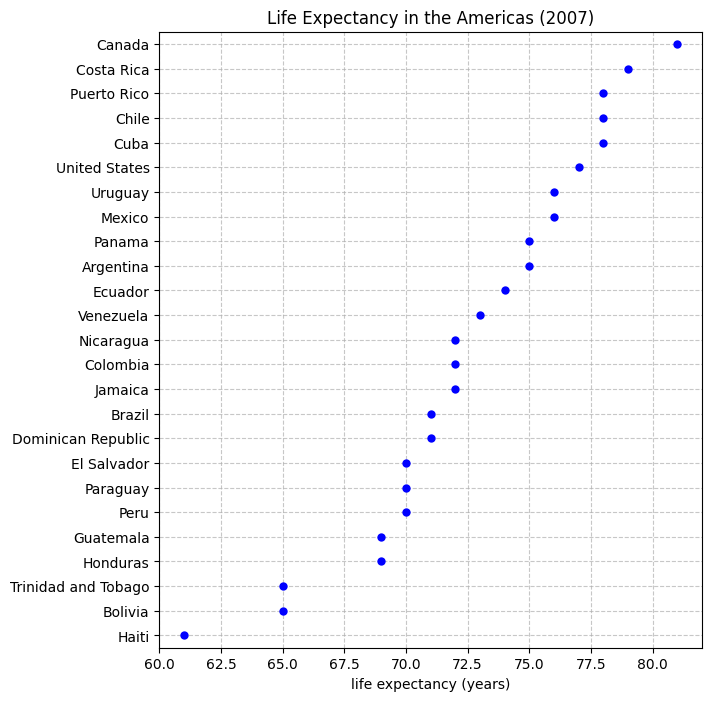 Life Expectancy in the Americas (2007)
Canada
Costa Rica
Puerto Rico
Chile
Cuba
United States
Uruguay
Mexico
Panama
Argentina
Ecuador
Venezuela
Nicaragua
Colombia
Jamaica
Brazil
Dominican Republic
El Salvador
Paraguay
Peru
Guatemala
Honduras
Trinidad and Tobago
Bolivia
Haiti
60.0 62.5 65.0 67.5 70.0 72.5 75.0 77.5 80.0
life expectancy (years)